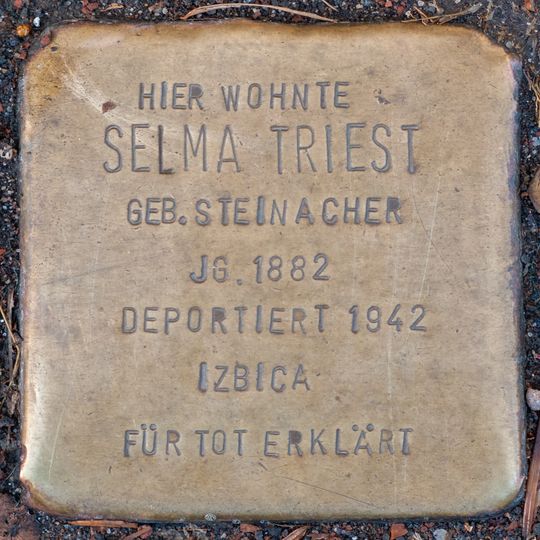 HIER WOHNTE
SELMA TRIEST
GEB. STEINACHER
JG. 1882
DEPORTIERT 1942
IZBICA
FÜR TOT ERKLÄRT